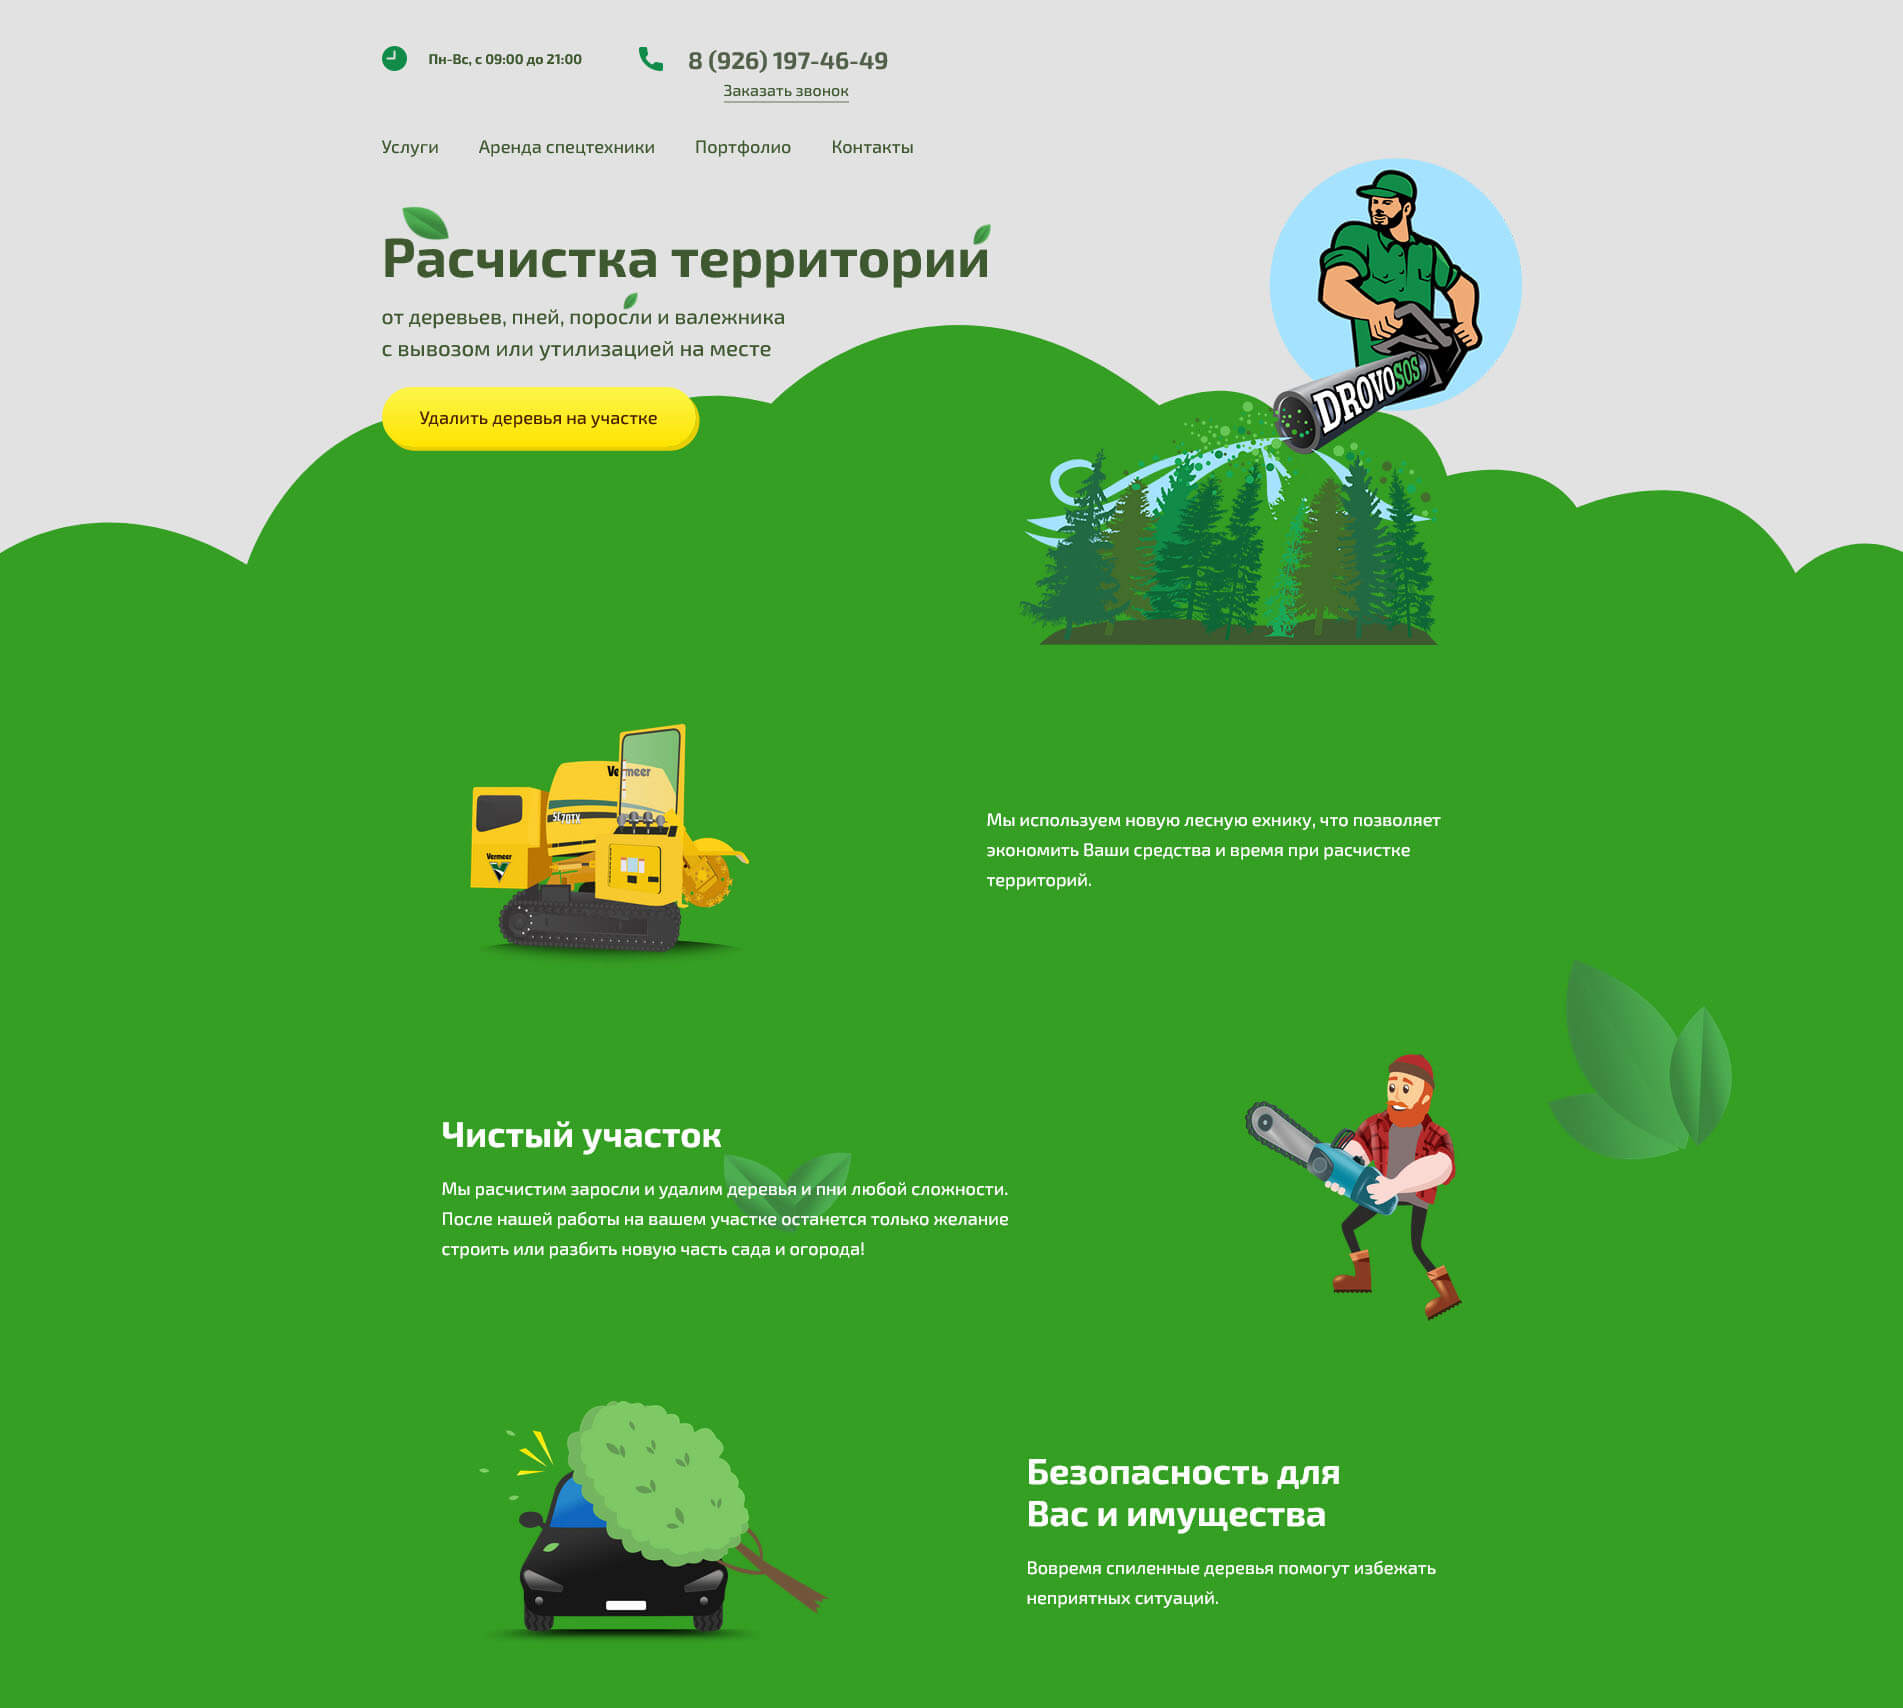 Пн-Вс, с 09:00 до 21:00
8 (926) 197-46-49
Заказать звонок
Услуги Аренда спецтехники Портфолио Контакты
Расчистка территорий
от деревьев, пней, поросли и валежника
с вывозом или утилизацией на месте
Удалить деревья на участке
DROVOSOS
Vermeer
SC70TX
Vermeer
Мы используем новую лесную ехнику, что позволяет
экономить Ваши средства и время при расчистке
территорий.
Чистый участок
Мы расчистим заросли и удалим деревья и пни любой сложности.
После нашей работы на вашем участке останется только желание
строить или разбить новую часть сада и огорода!
Безопасность для
Вас и имущества
Вовремя спиленные деревья помогут избежать
неприятных ситуаций.